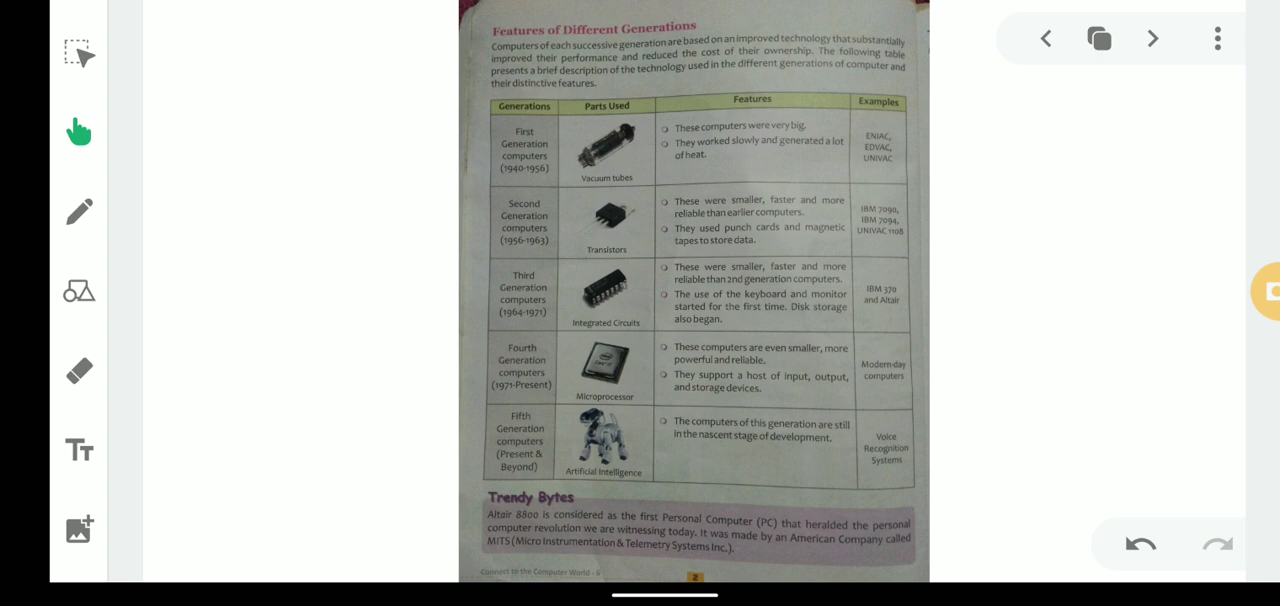 Features of Different Generations
Computers of each successive generation are based on an improved technology that substantially
improved their performance and reduced the cost of their ownership. The following table
presents a brief description of the technology used in the different generations of computer and
their distinctive features.
Generations Parts Used Features Examples
First
Generation
computers
(1940-1956)
Vacuum tubes
These computers were very big.
They worked slowly and generated a lot
of heat.
ENIAC,
EDVAC,
UNIVAC
Second
Generation
computers
(1956-1963)
Transistors
These were smaller, faster and more
reliable than earlier computers.
They used punch cards and magnetic
tapes to store data.
IBM 7090,
IBM 7094,
UNIVAC 1108
Third
Generation
computers
(1964-1971)
Integrated Circuits
These were smaller, faster and more
reliable than 2nd generation computers.
The use of the keyboard and monitor
started for the first time. Disk storage
also began.
IBM 370
and Altair
Fourth
Generation
computers
(1971-Present)
Microprocessor
These computers are even smaller, more
powerful and reliable.
They support a host of input, output,
and storage devices.
Modern-day
computers
Fifth
Generation
computers
(Present &
Beyond)
Artificial Intelligence
The computers of this generation are still
in the nascent stage of development.
Voice
Recognition
Systems
Trendy Bytes
Altair 8800 is considered as the first Personal Computer (PC) that heralded the personal
computer revolution we are witnessing today. It was made by an American Company called
MITS (Micro Instrumentation & Telemetry Systems Inc.).
Connect to the Computer World - 6
2
Tт